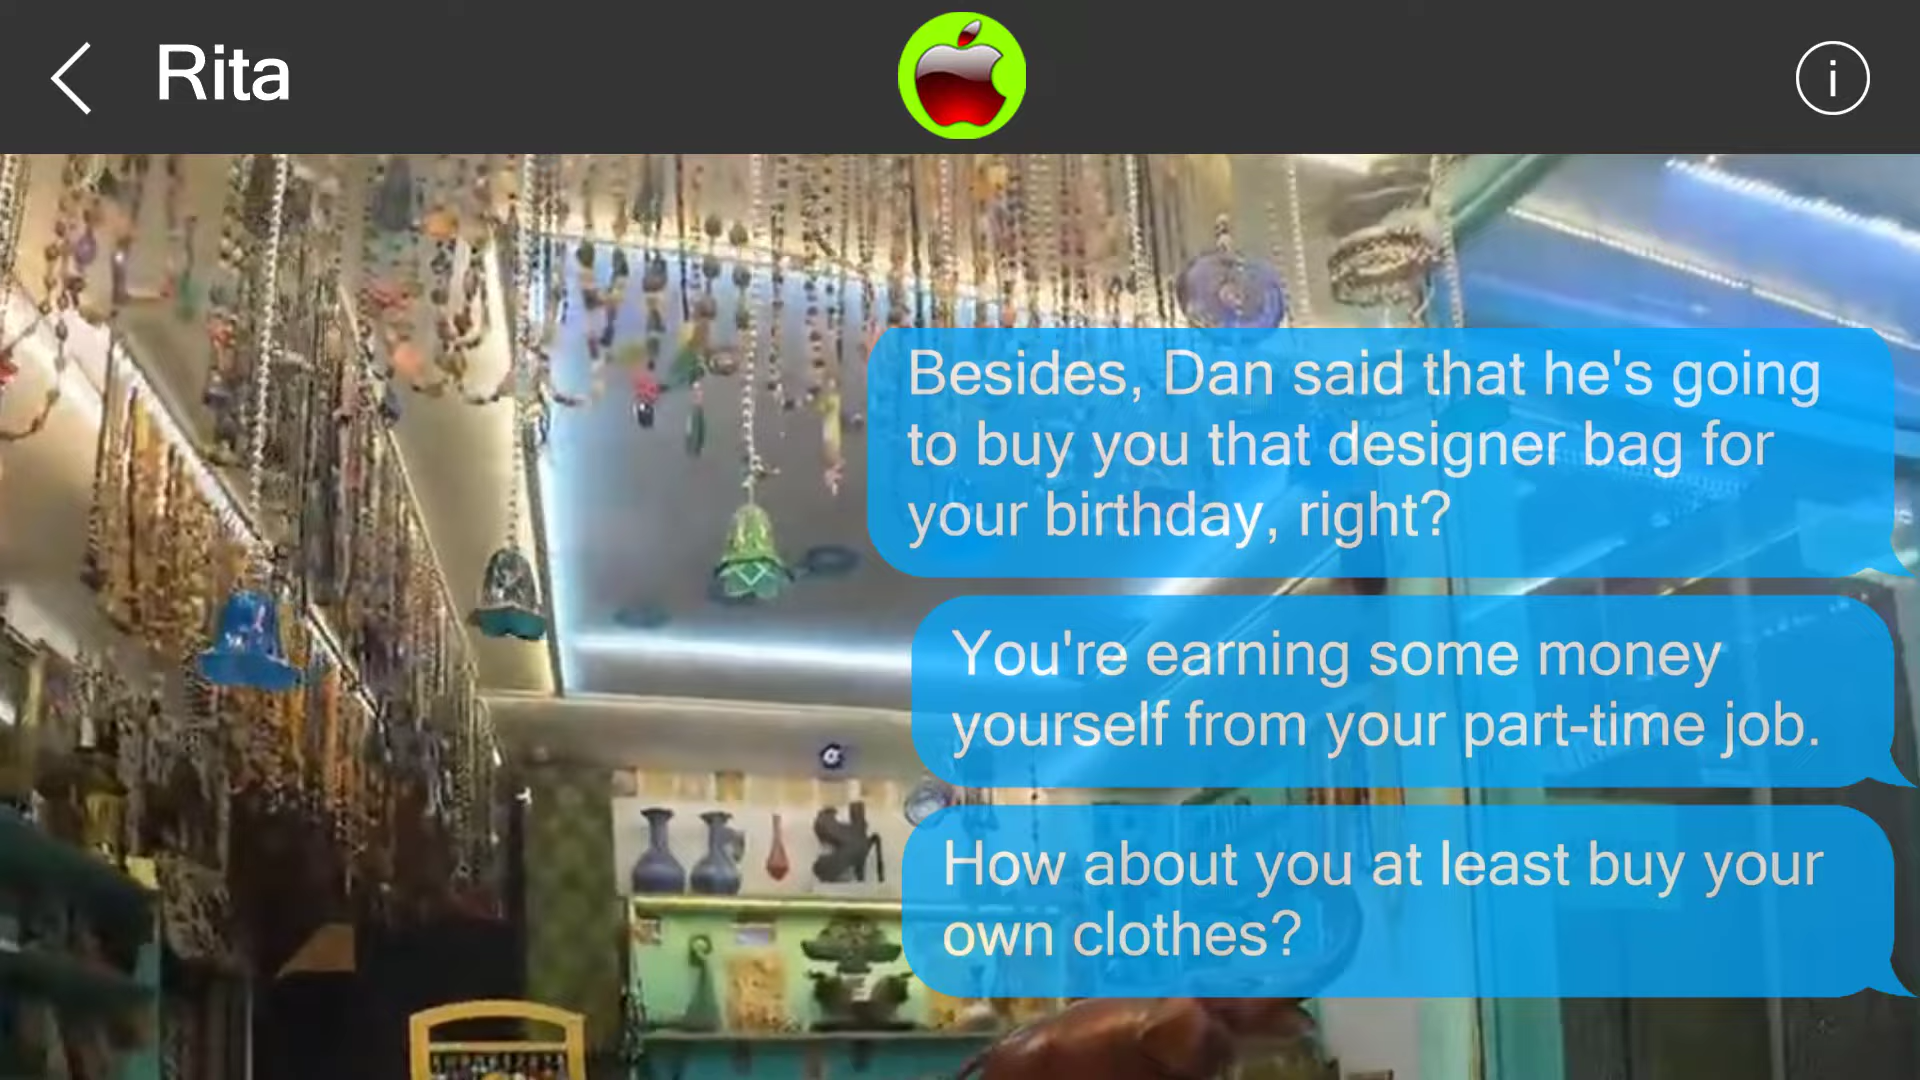 Rita
Besides, Dan said that he's going
to buy you that designer bag for
your birthday, right?
You're earning some money
yourself from your part-time job.
How about you at least buy your
own clothes?